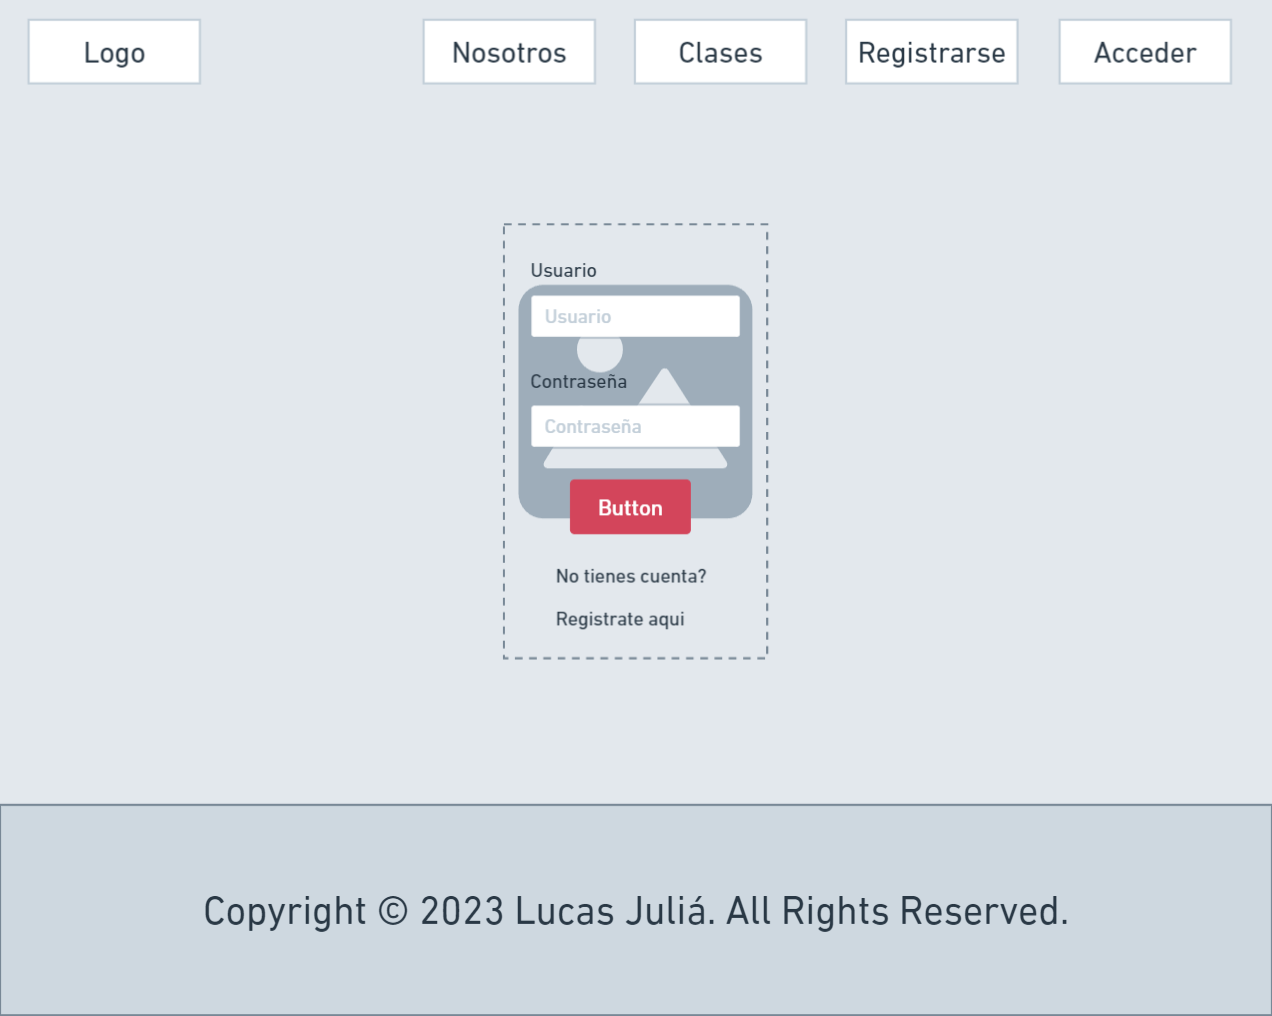 Logo
Nosotros
Clases
Registrarse
Acceder
Usuario
Usuario
Contraseña
Contraseña
Button
No tienes cuenta?
Registrate aqui
Copyright © 2023 Lucas Juliá. All Rights Reserved.